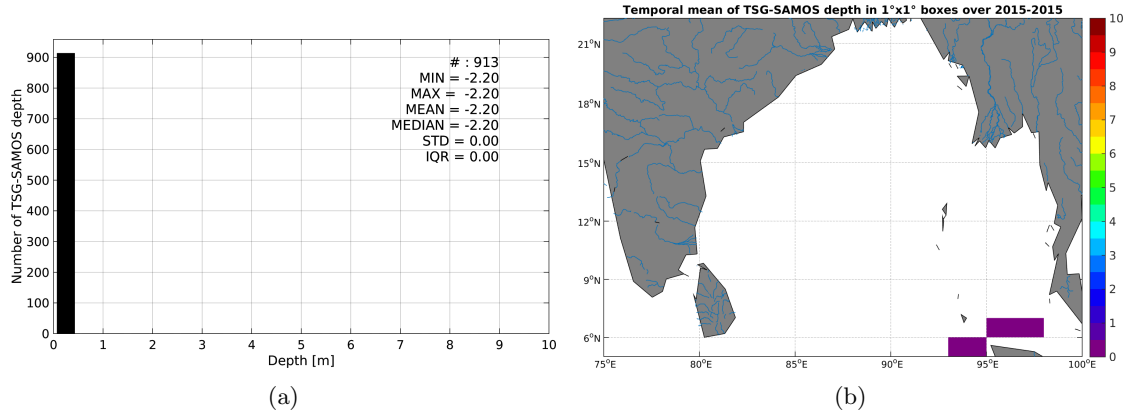 900
800
700
600
500
400
300
200
100
0
Number of TSG-SAMOS depth
# : 913
MIN = -2.20
MAX = -2.20
MEAN = -2.20
MEDIAN = -2.20
STD = 0.00
IQR = 0.00
0 1 2 3 4 5 6 7 8 9 10
Depth [m]
(a)
Temporal mean of TSG-SAMOS depth in 1°x1° boxes over 2015-2015
21°N
18°N
15°N
12°N
9°N
6°N
75°E 80°E 85°E 90°E 95°E 100°E
10
9
8
7
6
5
4
3
2
1
0
(b)